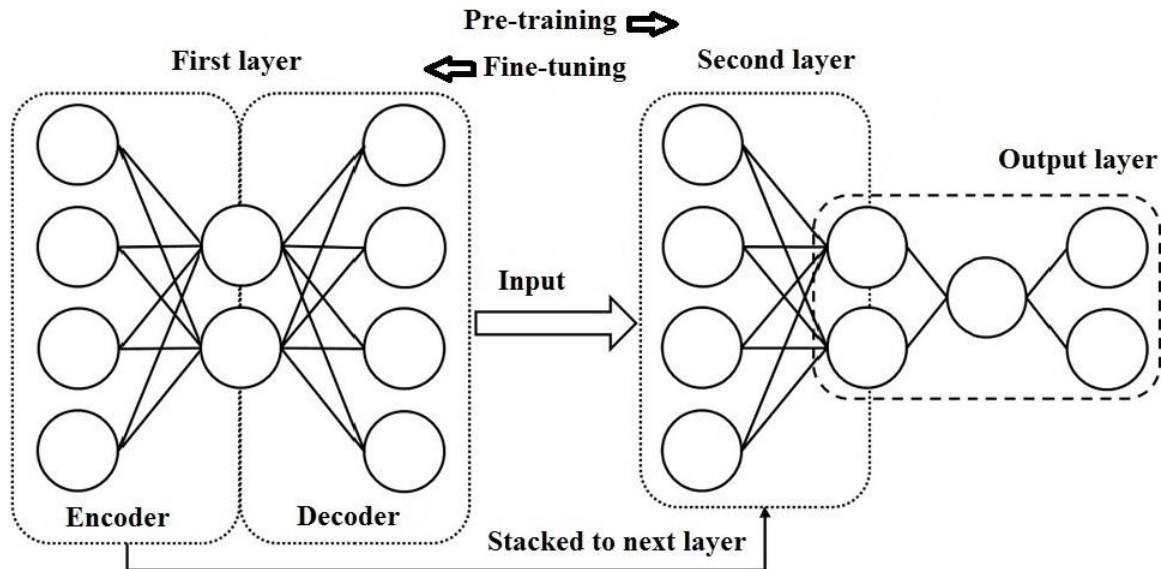 Pre-training
Fine-tuning
First layer
Second layer
Output layer
Input
Encoder
Decoder
Stacked to next layer